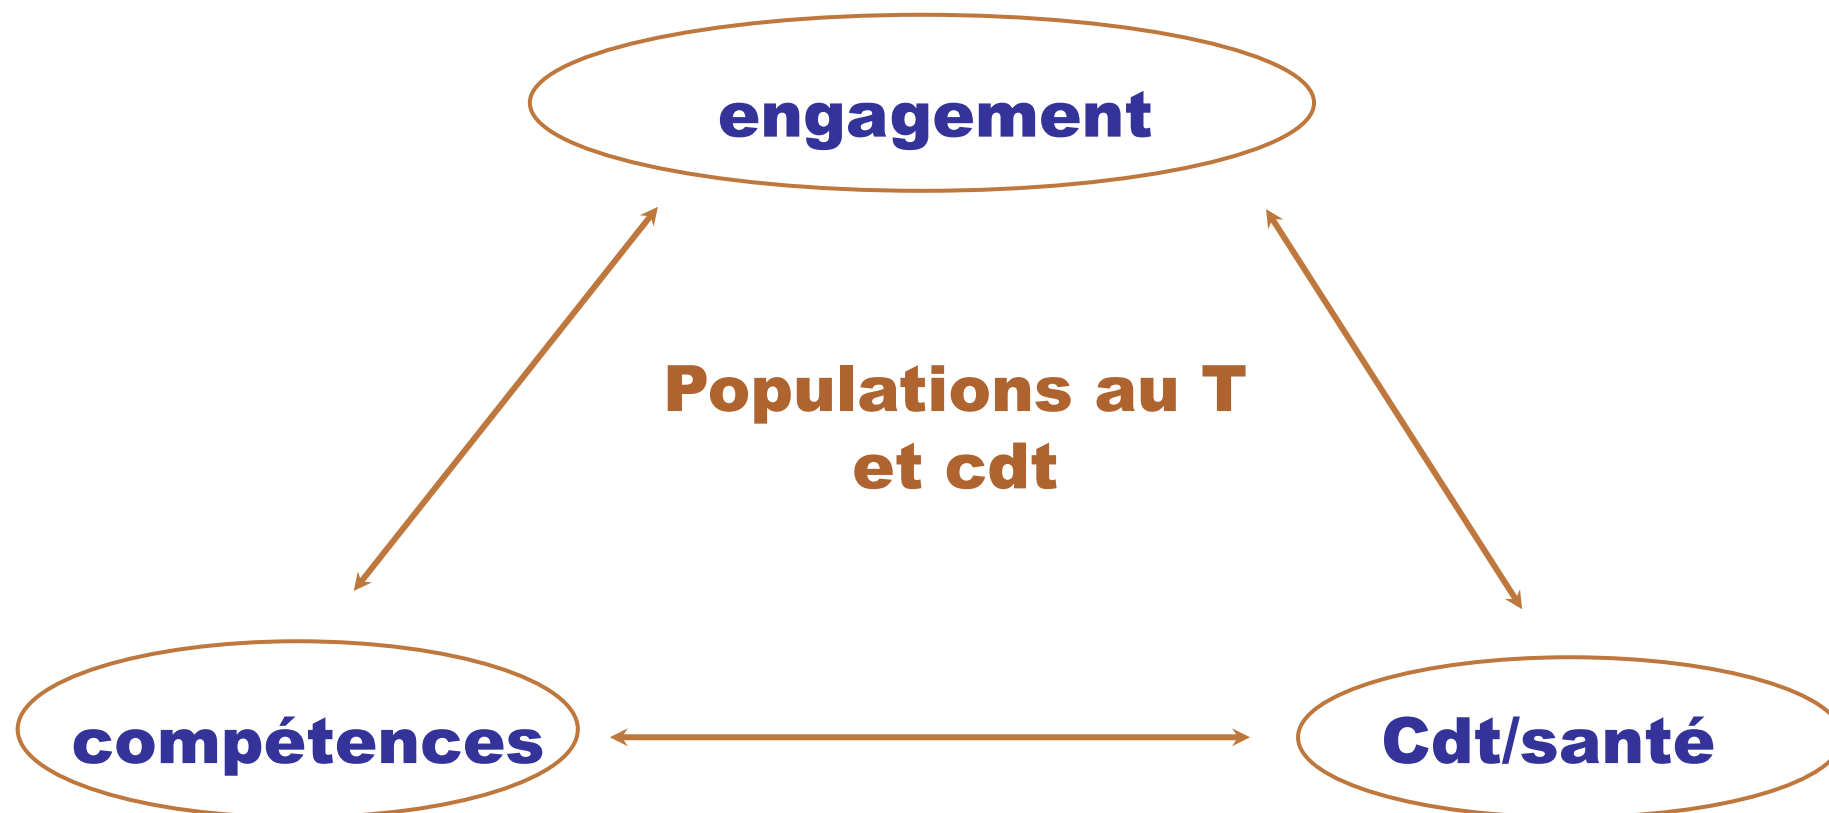 engagement
Populations au T
et cdt
compétences
Cdt/santé